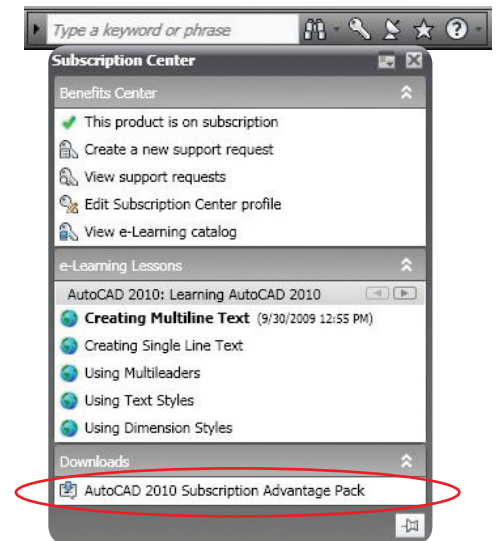 Type a keyword or phrase
Subscription Center
Benefits Center
This product is on subscription
Create a new support request
View support requests
Edit Subscription Center profile
View e-Learning catalog
e-Learning Lessons
AutoCAD 2010: Learning AutoCAD 2010
Creating Multiline Text (9/30/2009 12:55 PM)
Creating Single Line Text
Using Multileaders
Using Text Styles
Using Dimension Styles
Downloads
AutoCAD 2010 Subscription Advantage Pack